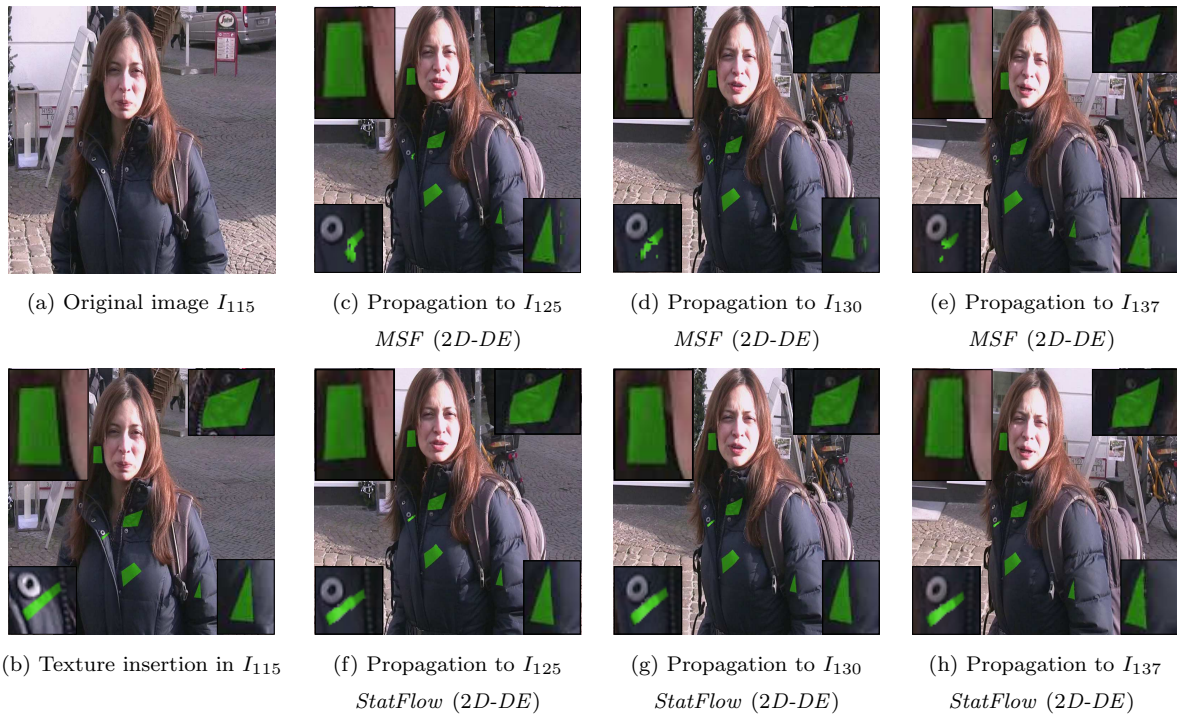 (a) Original image I115
(c) Propagation to I125
MSF (2D-DE)
(d) Propagation to I130
MSF (2D-DE)
(e) Propagation to I137
MSF (2D-DE)
(b) Texture insertion in I115
(f) Propagation to I125
StatFlow (2D-DE)
(g) Propagation to I130
StatFlow (2D-DE)
(h) Propagation to I137
StatFlow (2D-DE)